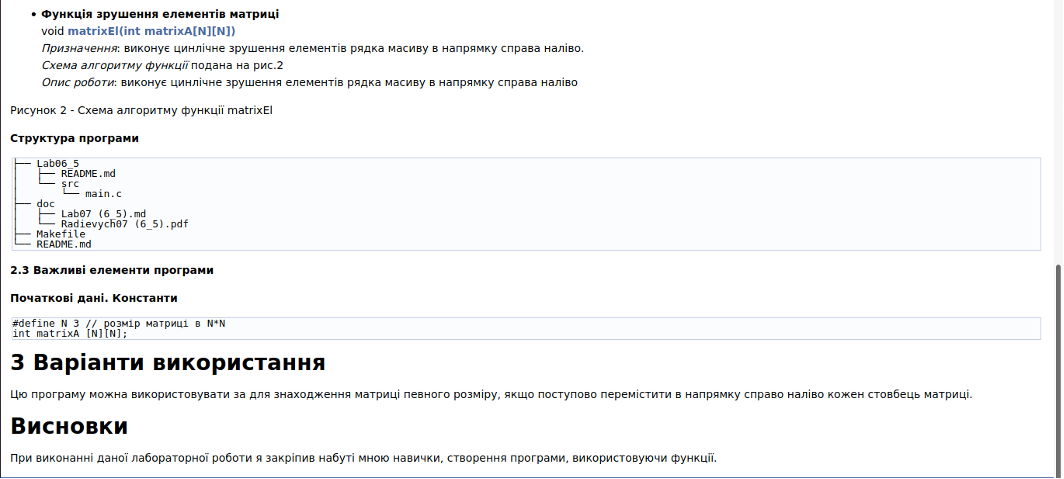 • Функція зрушення елементів матриці
void matrixEl(int matrixA[N][N])
Призначення: виконує цинлічне зрушення елементів рядка масиву в напрямку справа наліво.
Схема алгоритму функції подана на рис.2
Опис роботи: виконує цинлічне зрушення елементів рядка масиву в напрямку справа наліво
Рисунок 2 - Схема алгоритму функції matrixEl
Структура програми
├── Lab06_5
│   ├── README.md
│   └── src
│       └── main.c
├── doc
│   ├── Lab07 (6_5).md
│   └── Radievych07 (6_5).pdf
├── Makefile
└── README.md
2.3 Важливі елементи програми
Початкові дані. Константи
#define N 3 // розмір матриці в N*N
int matrixA [N][N];
3 Варіанти використання
Цю програму можна використовувати за для знаходження матриці певного розміру, якщо поступово перемістити в напрямку справо наліво кожен стовбець матриці.
Висновки
При виконанні даної лабораторної роботи я закріпив набуті мною навички, створення програми, використовуючи функції.